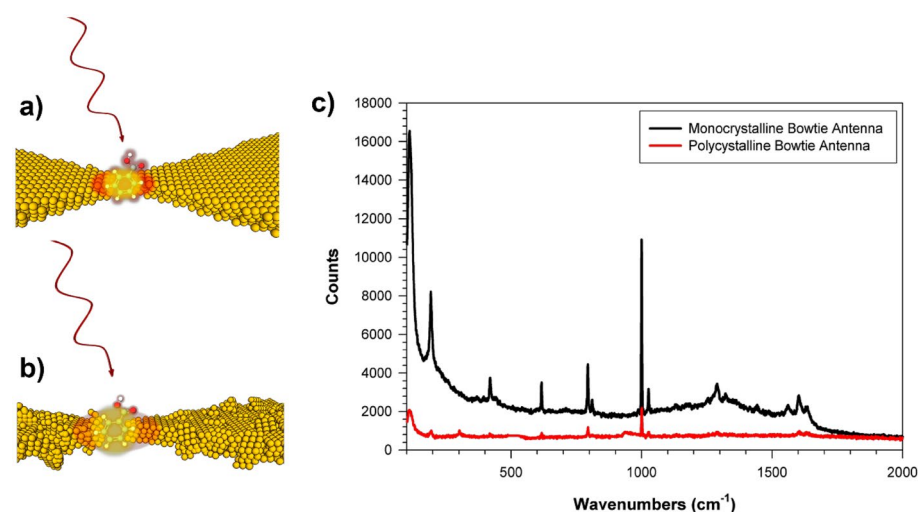 a)
b)
c)
Monocrystalline Bowtie Antenna
Polycystalline Bowtie Antenna
Counts
18000
16000
14000
12000
10000
8000
6000
4000
2000
0
500
1000
1500
2000
Wavenumbers (cm⁻¹)